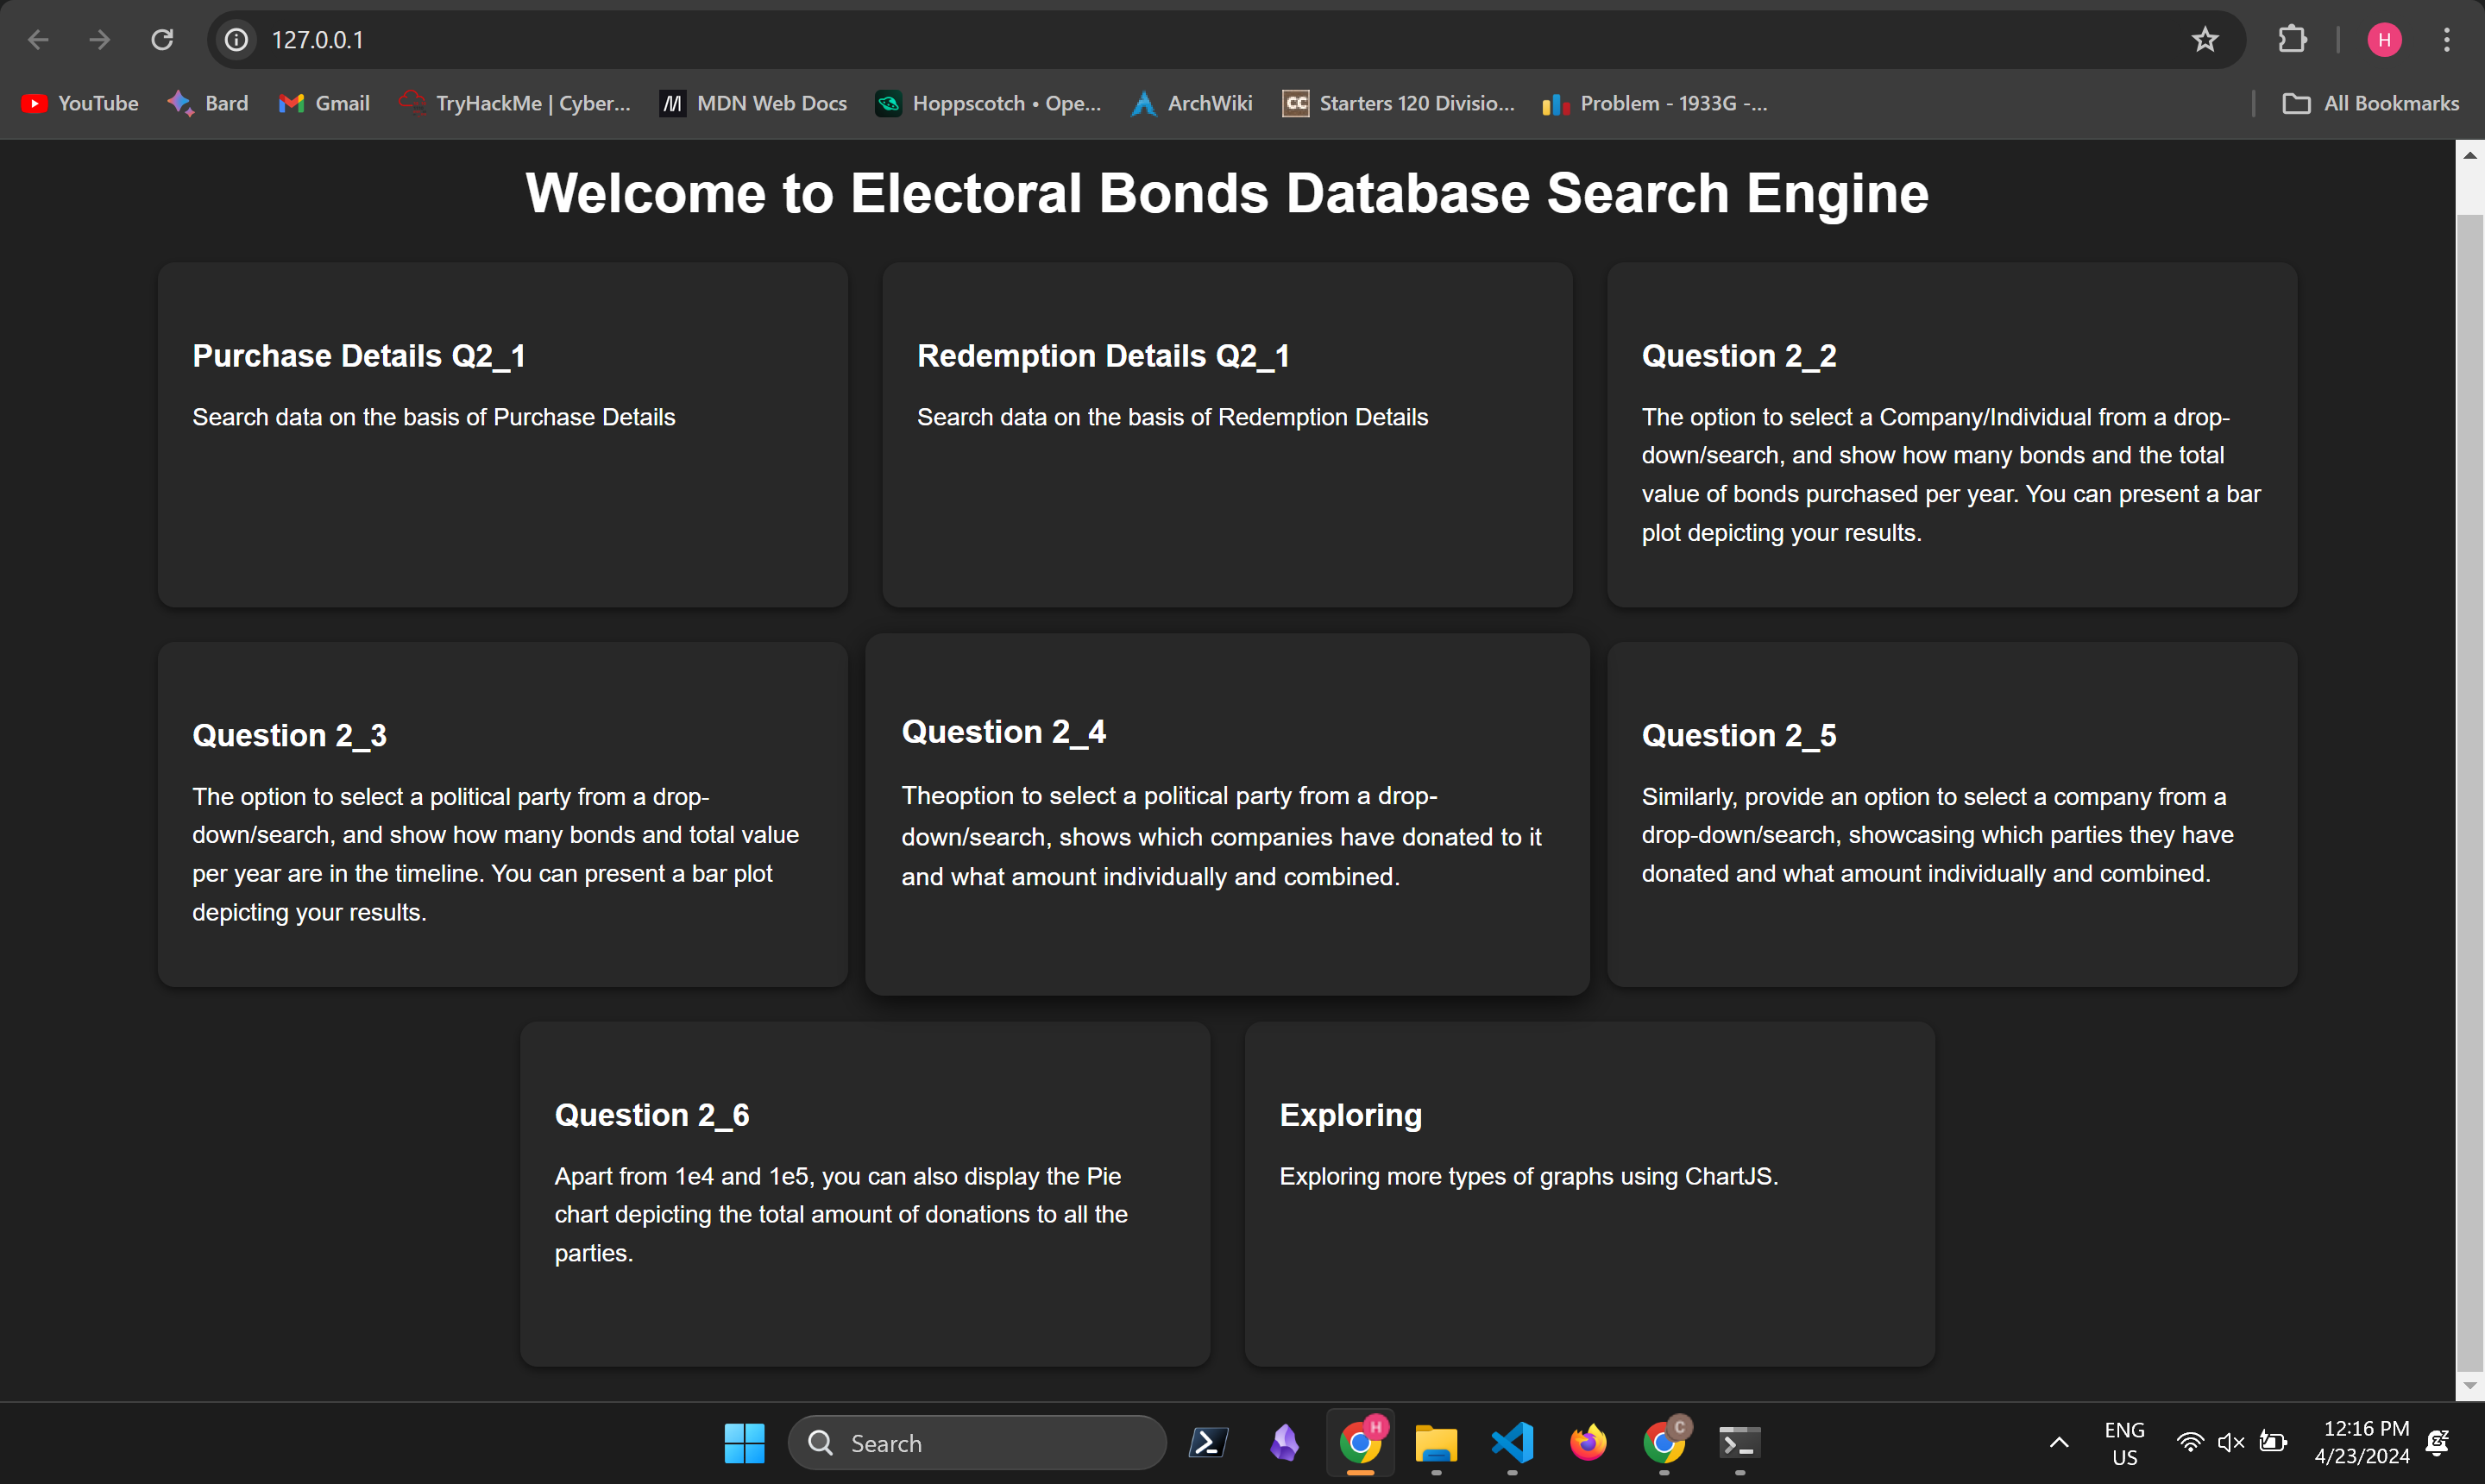 127.0.0.1
H
YouTube
Bard
Gmail
TryHackMe | Cyber...
MDN Web Docs
Hoppscotch • Ope...
ArchWiki
CC
Starters 120 Divisio...
Problem - 1933G -...
All Bookmarks
Welcome to Electoral Bonds Database Search Engine
Purchase Details Q2_1
Search data on the basis of Purchase Details
Redemption Details Q2_1
Search data on the basis of Redemption Details
Question 2_2
The option to select a Company/Individual from a drop-
down/search, and show how many bonds and the total
value of bonds purchased per year. You can present a bar
plot depicting your results.
Question 2_3
The option to select a political party from a drop-
down/search, and show how many bonds and total value
per year are in the timeline. You can present a bar plot
depicting your results.
Question 2_4
Theoption to select a political party from a drop-
down/search, shows which companies have donated to it
and what amount individually and combined.
Question 2_5
Similarly, provide an option to select a company from a
drop-down/search, showcasing which parties they have
donated and what amount individually and combined.
Question 2_6
Apart from 1e4 and 1e5, you can also display the Pie
chart depicting the total amount of donations to all the
parties.
Exploring
Exploring more types of graphs using ChartJS.
Search
H
C
ENG
US
12:16 PM
4/23/2024